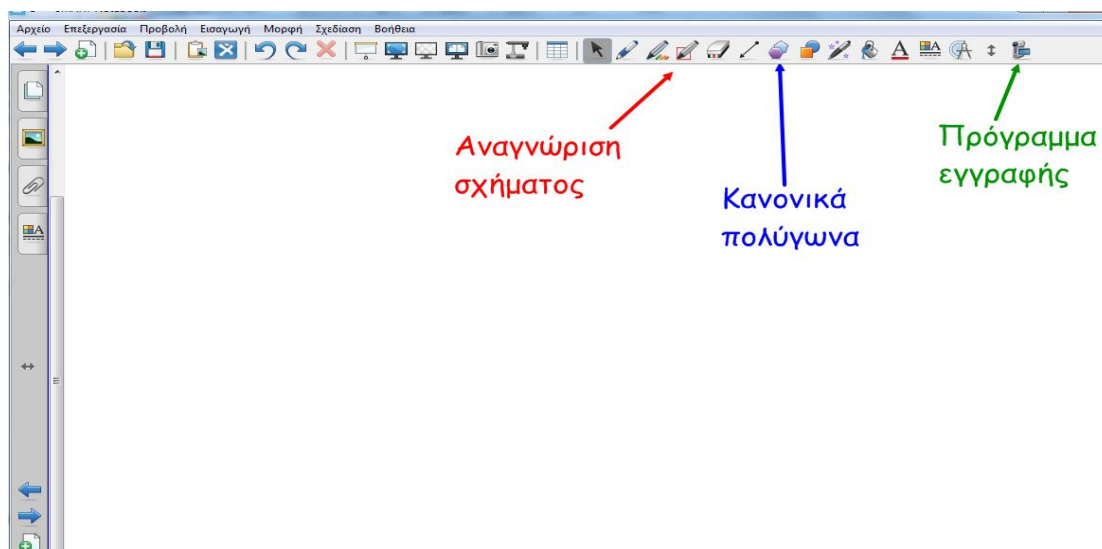 Αρχείο Επεξεργασία Προβολή Εισαγωγή Μορφή Σχεδίαση Βοήθεια
Αναγνώριση
σχήματος
Κανονικά
πολύγωνα
Πρόγραμμα
εγγραφής